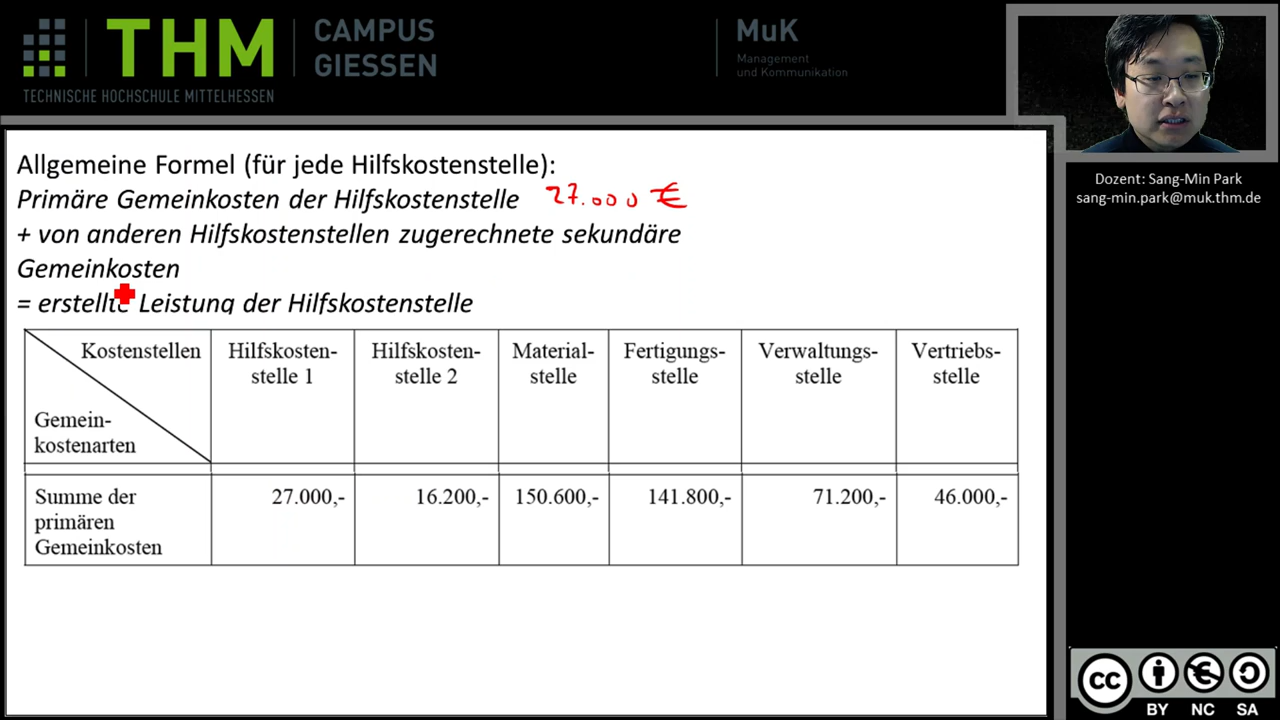 THM
CAMPUS
GIESSEN
TECHNISCHE HOCHSCHULE MITTELHESSEN
MuK
Management
und Kommunikation
Dozent: Sang-Min Park
sang-min.park@muk.thm.de
Allgemeine Formel (für jede Hilfskostenstelle):
Primäre Gemeinkosten der Hilfskostenstelle 27.000 €
+ von anderen Hilfskostenstellen zugerechnete sekundäre
Gemeinkosten
= erstellte Leistung der Hilfskostenstelle
Kostenstellen
Gemein-
kostenarten
Hilfskosten-
stelle 1
Hilfskosten-
stelle 2
Material-
stelle
Fertigungs-
stelle
Verwaltungs-
stelle
Vertriebs-
stelle
Summe der
primären
Gemeinkosten
27.000,-
16.200,-
150.600,-
141.800,-
71.200,-
46.000,-
cc
BY NC SA